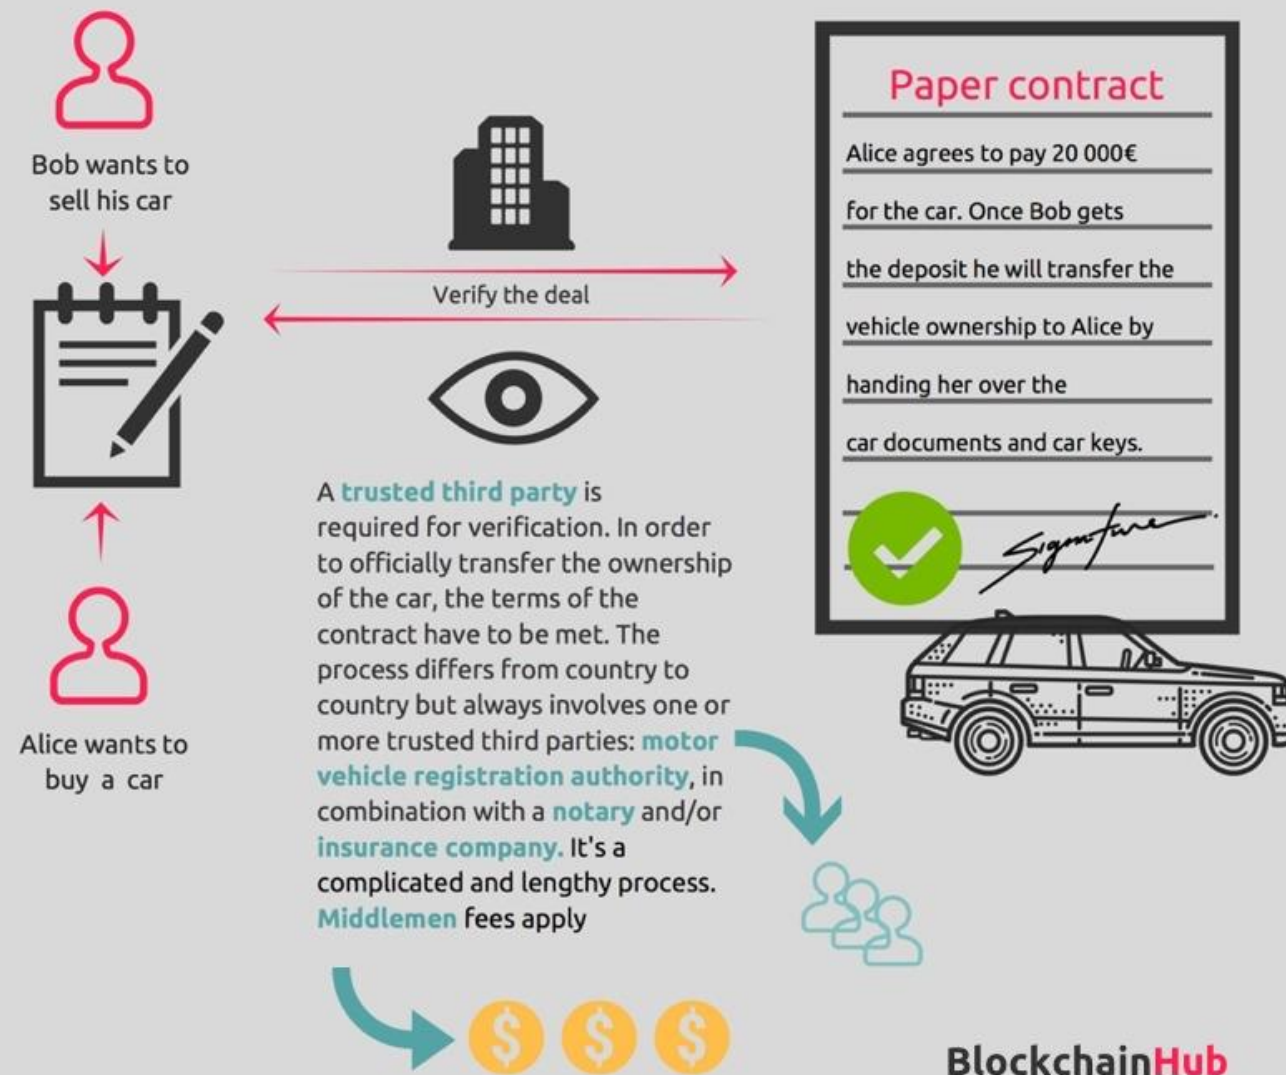 Bob wants to
sell his car
Alice wants to
buy a car
Verify the deal
A trusted third party is
required for verification. In order
to officially transfer the ownership
of the car, the terms of the
contract have to be met. The
process differs from country to
country but always involves one or
more trusted third parties: motor
vehicle registration authority, in
combination with a notary and/or
insurance company. It's a
complicated and lengthy process.
Middlemen fees apply
$ $ $
Paper contract
Alice agrees to pay 20 000€
for the car. Once Bob gets
the deposit he will transfer the
vehicle ownership to Alice by
handing her over the
car documents and car keys.
Signature
BlockchainHub